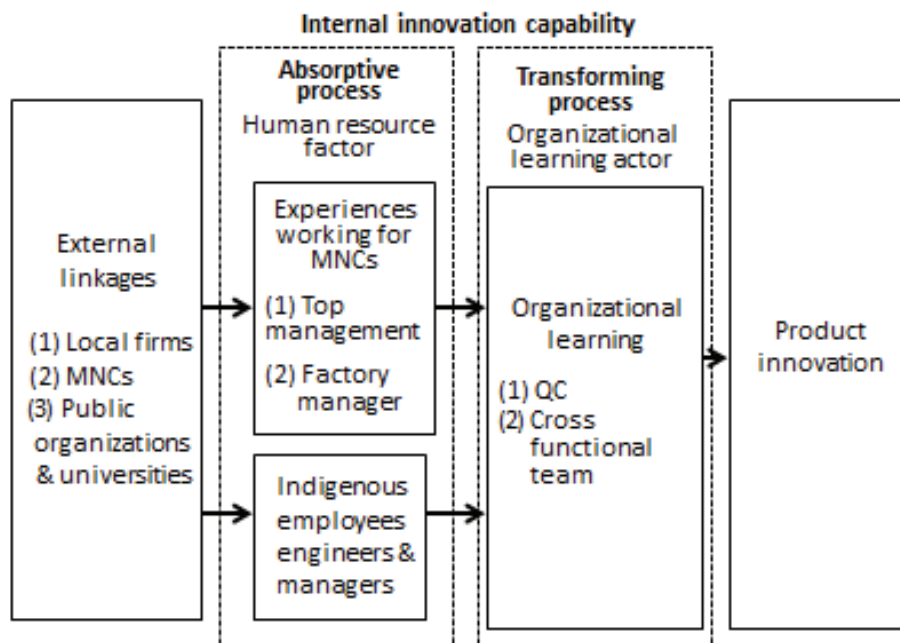 Internal innovation capability
Absorptive
process
Human resource
factor
Transforming
process
Organizational
learning actor
External
linkages
(1) Local firms
(2) MNCs
(3) Public
organizations
& universities
Experiences
working for
MNCs
(1) Top
management
(2) Factory
manager
Indigenous
employees
engineers &
managers
Organizational
learning
(1) QC
(2) Cross
functional
team
Product
innovation